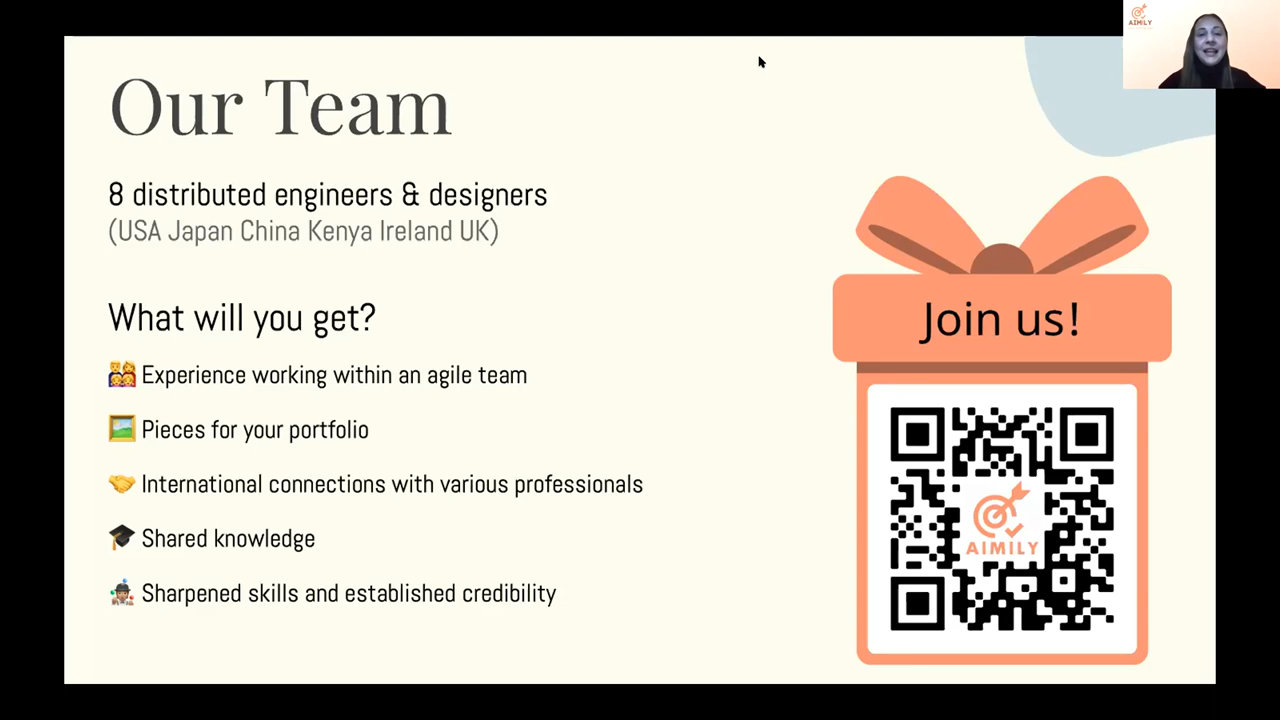 AIMILY
Our Team
8 distributed engineers & designers
(USA Japan China Kenya Ireland UK)
What will you get?
Experience working within an agile team
Pieces for your portfolio
International connections with various professionals
Shared knowledge
Sharpened skills and established credibility
Join us!
AIMILY